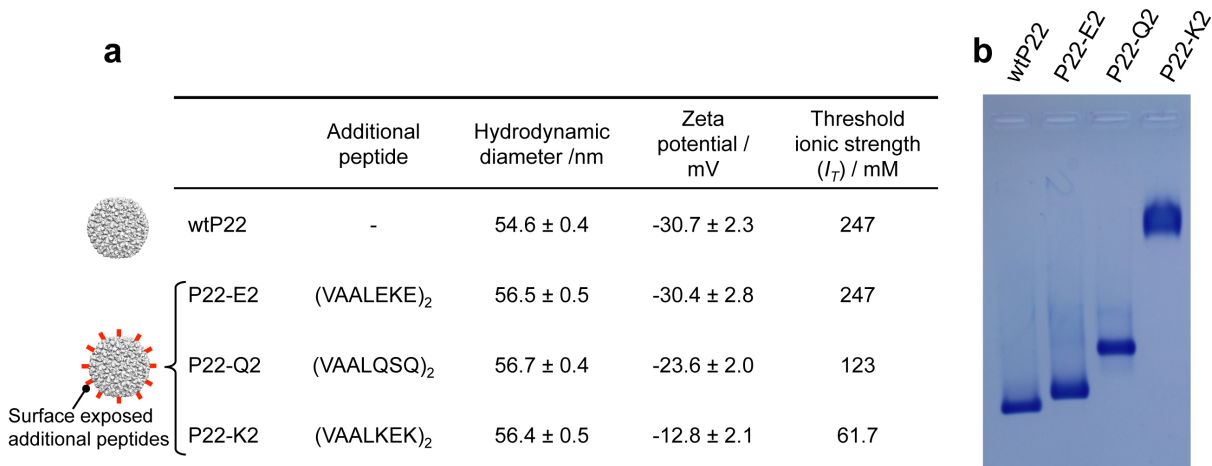 a
Additional
peptide
Hydrodynamic
diameter /nm
Zeta
potential /
mV
Threshold
ionic strength
(I_T) / mM
wtP22 - 54.6 ± 0.4 -30.7 ± 2.3 247
P22-E2 (VAALEKE)₂ 56.5 ± 0.5 -30.4 ± 2.8 247
P22-Q2 (VAALQSQ)₂ 56.7 ± 0.4 -23.6 ± 2.0 123
P22-K2 (VAALKEK)₂ 56.4 ± 0.5 -12.8 ± 2.1 61.7
Surface exposed
additional peptides
b
wtP22
P22-E2
P22-Q2
P22-K2